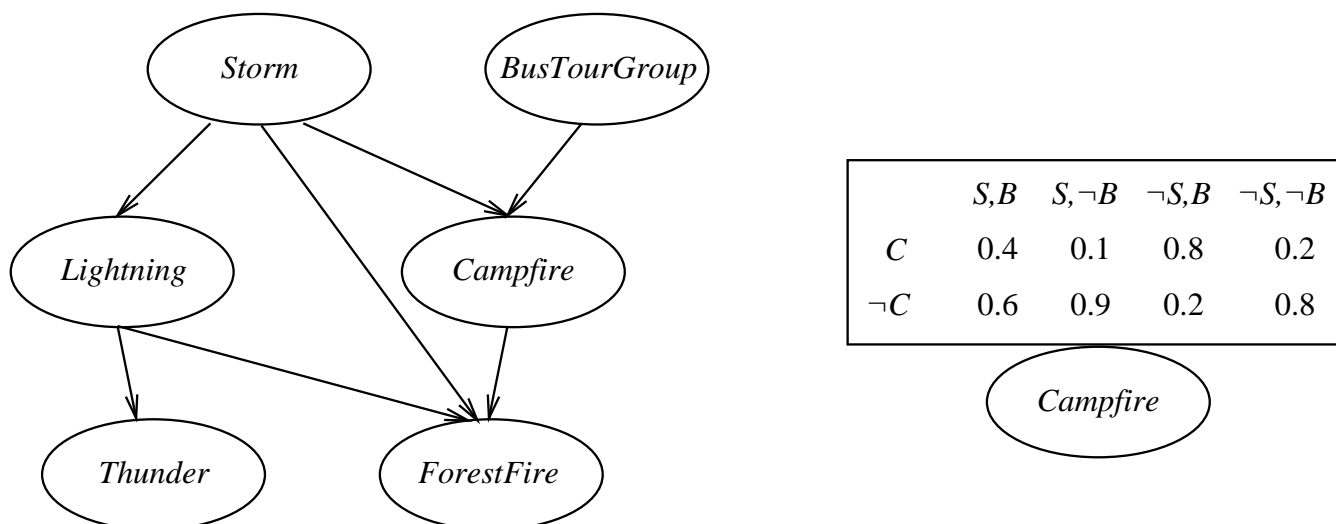 Storm
BusTourGroup
Lightning
Campfire
Thunder
ForestFire
S,B S,¬B ¬S,B ¬S,¬B
C 0.4 0.1 0.8 0.2
¬C 0.6 0.9 0.2 0.8
Campfire